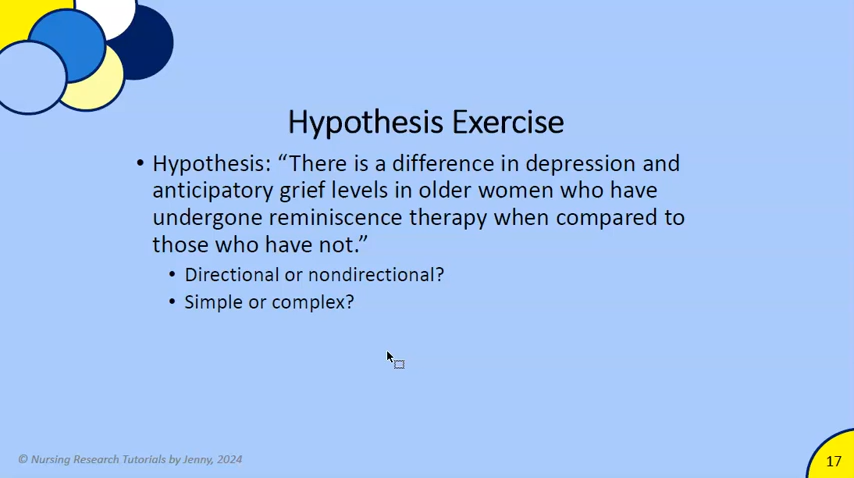 Hypothesis Exercise
• Hypothesis: “There is a difference in depression and
anticipatory grief levels in older women who have
undergone reminiscence therapy when compared to
those who have not.”
• Directional or nondirectional?
• Simple or complex?
© Nursing Research Tutorials by Jenny, 2024
17